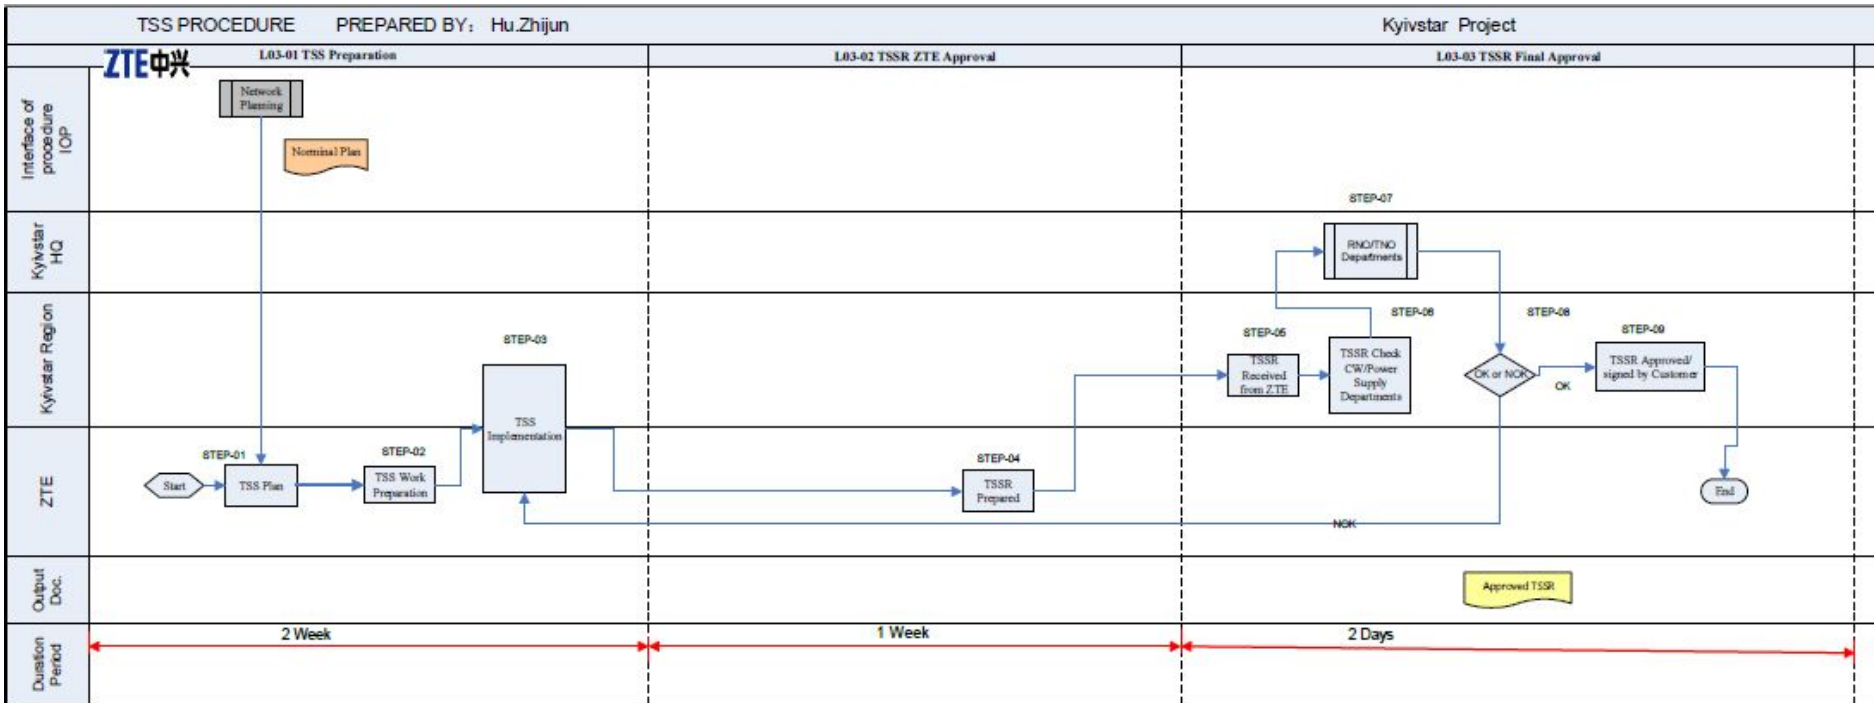 TSS PROCEDURE PREPARED BY: Hu.Zhijun Kyivstar Project
ZTE中兴
L03-01 TSS Preparation
L03-02 TSSR ZTE Approval
L03-03 TSSR Final Approval
Interface of
procedure
IOP
Network
Planning
Norminal Plan
Kyivstar
HQ
STEP-07
RNO/TNO
Departments
Kyivstar Region
STEP-03
TSS
Implementation
STEP-05
TSSR
Received
from ZTE
STEP-06
TSSR Check
CW/Power
Supply
Departments
STEP-08
OK or NOK
OK
STEP-09
TSSR Approved/
signed by Customer
ZTE
Start
STEP-01
TSS Plan
STEP-02
TSS Work
Preparation
STEP-04
TSSR
Prepared
NOK
End
Output
Doc.
Approved TSSR
Duration
Period
2 Week
1 Week
2 Days